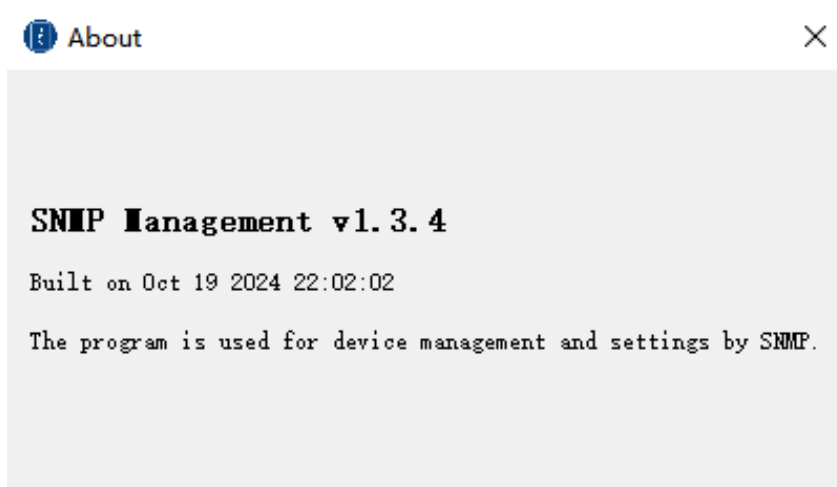 About
SNMP Management v1.3.4
Built on Oct 19 2024 22:02:02
The program is used for device management and settings by SNMP.